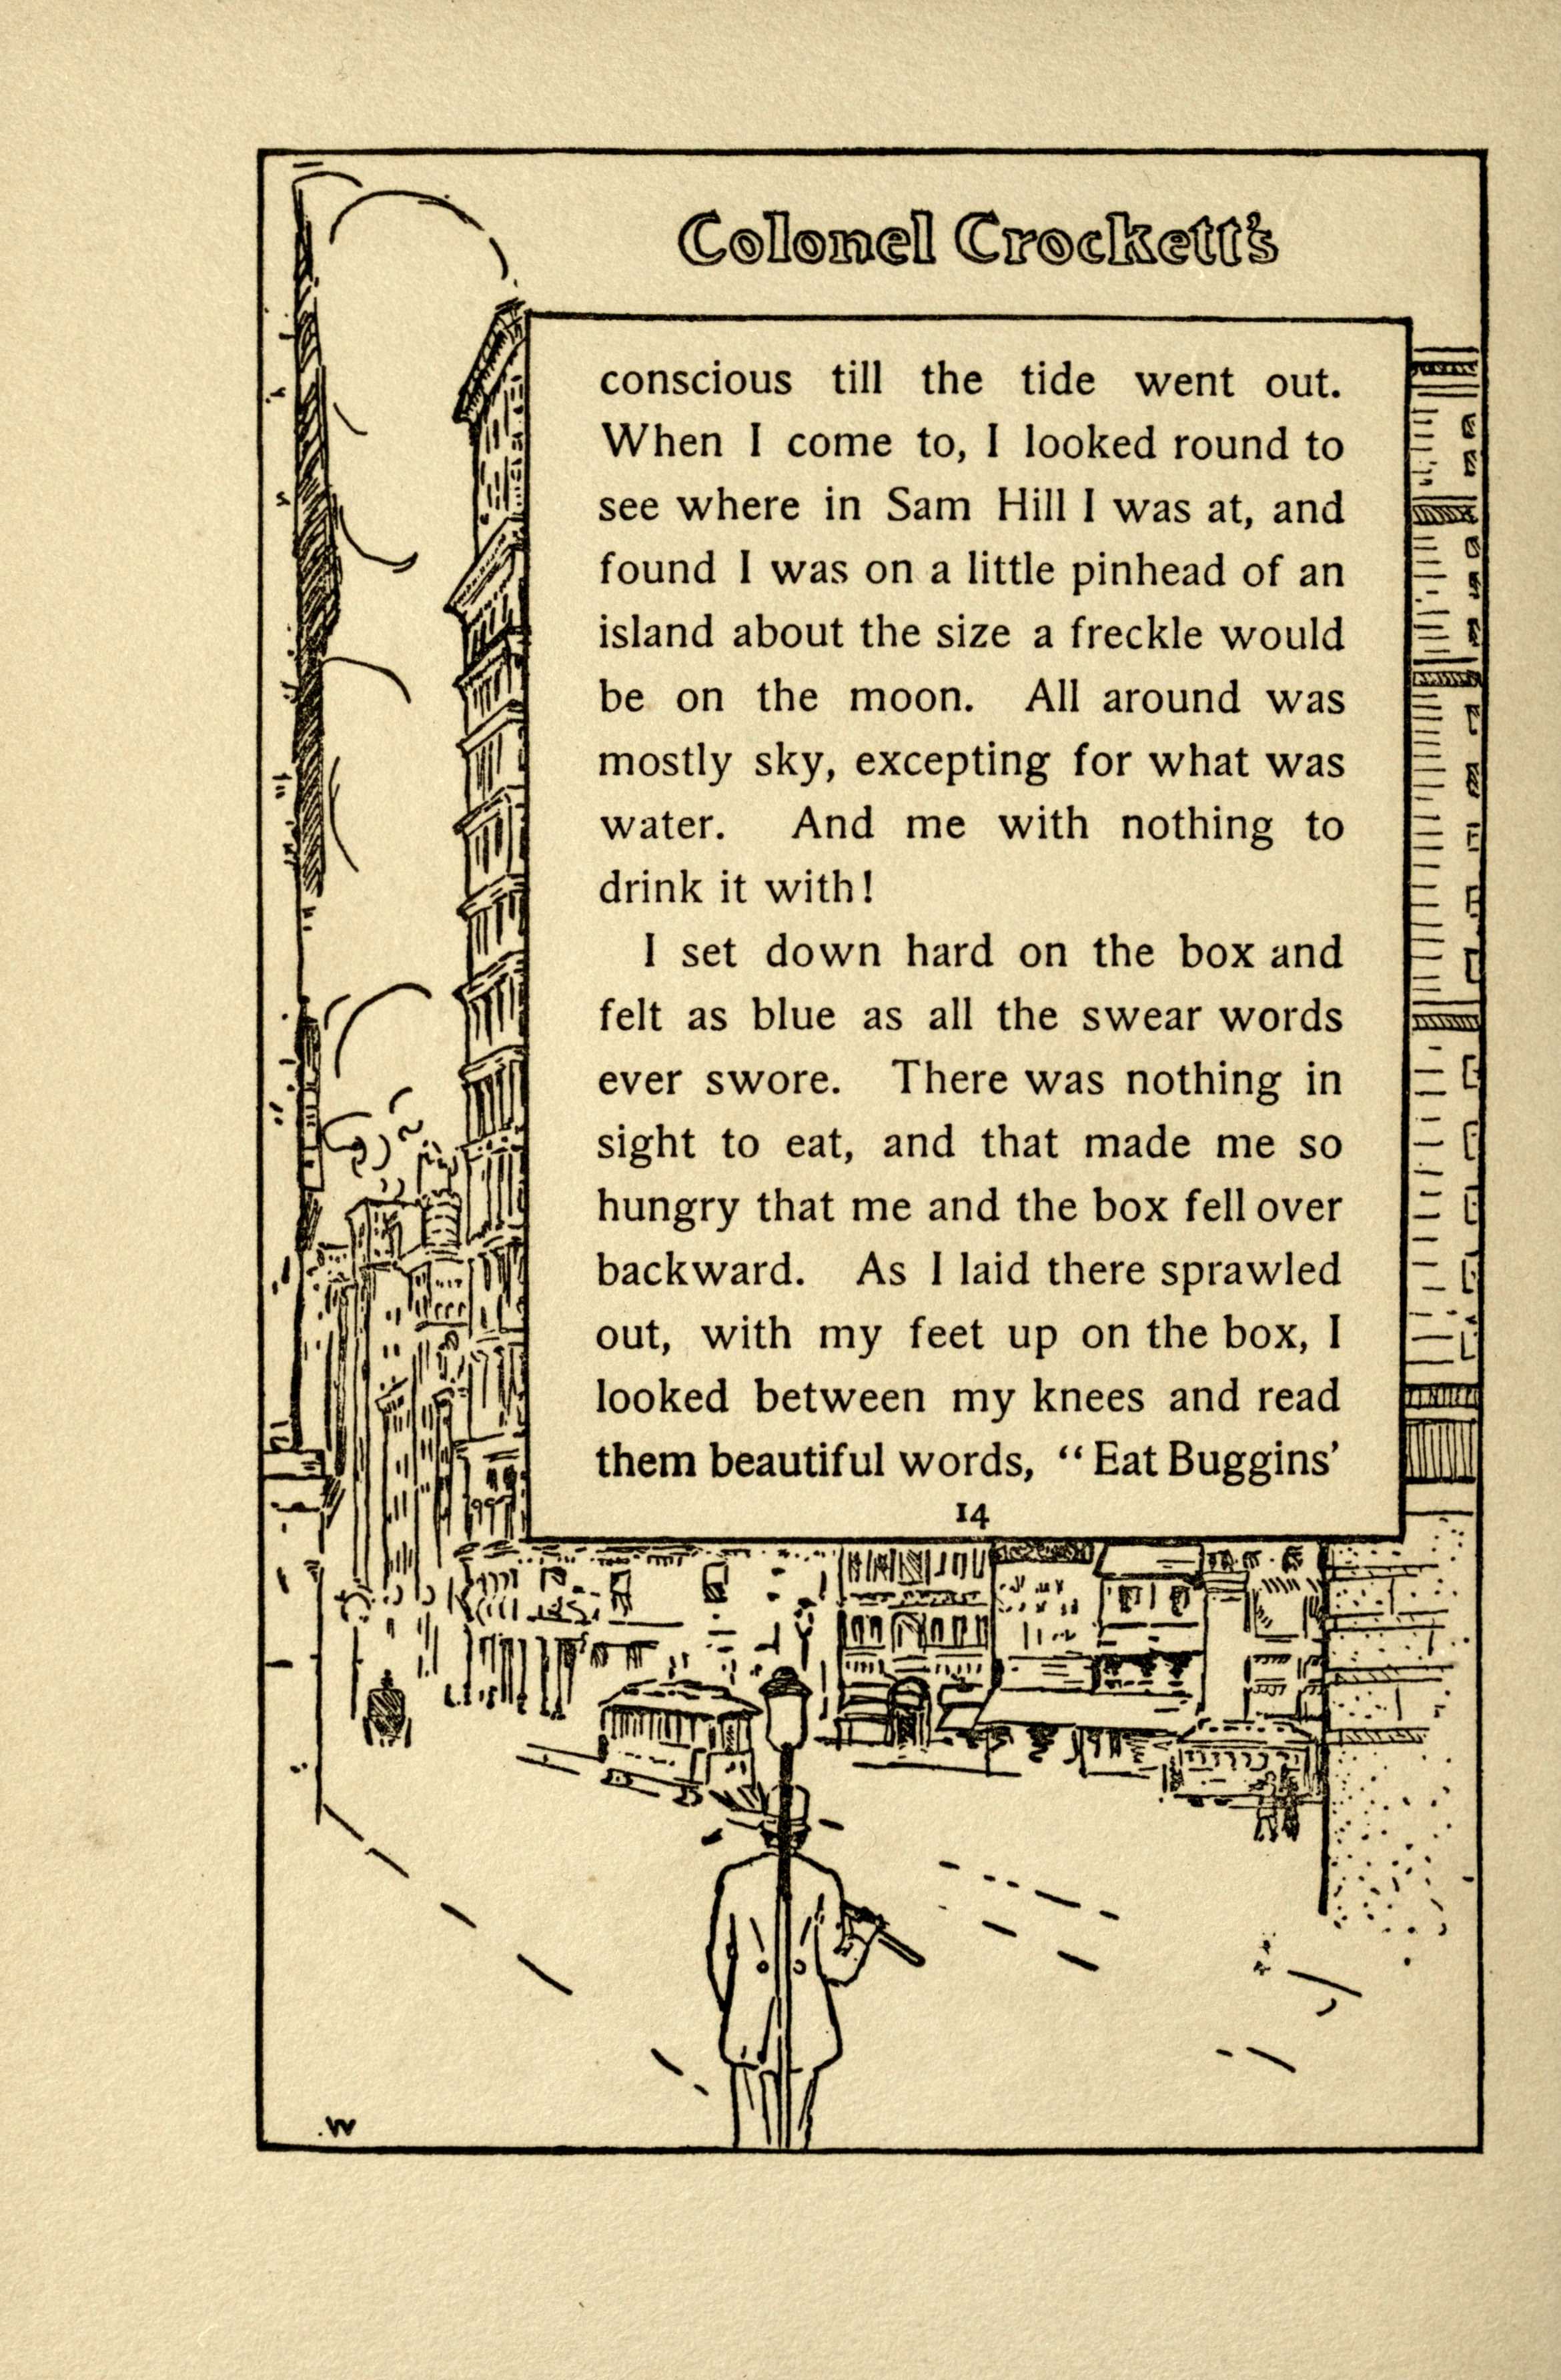 Colonel Crockett's
conscious till the tide went out.
When I come to, I looked round to
see where in Sam Hill I was at, and
found I was on a little pinhead of an
island about the size a freckle would
be on the moon. All around was
mostly sky, excepting for what was
water. And me with nothing to
drink it with!
I set down hard on the box and
felt as blue as all the swear words
ever swore. There was nothing in
sight to eat, and that made me so
hungry that me and the box fell over
backward. As I laid there sprawled
out, with my feet up on the box, I
looked between my knees and read
them beautiful words, "Eat Buggins'
14
W